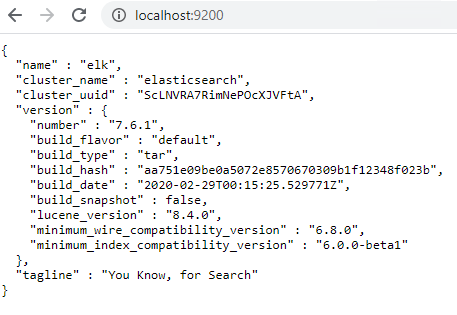 localhost:9200
{
  "name" : "elk",
  "cluster_name" : "elasticsearch",
  "cluster_uuid" : "ScLNVRA7RimNePOcXJVFtA",
  "version" : {
    "number" : "7.6.1",
    "build_flavor" : "default",
    "build_type" : "tar",
    "build_hash" : "aa751e09be0a5072e8570670309b1f12348f023b",
    "build_date" : "2020-02-29T00:15:25.529771Z",
    "build_snapshot" : false,
    "lucene_version" : "8.4.0",
    "minimum_wire_compatibility_version" : "6.8.0",
    "minimum_index_compatibility_version" : "6.0.0-beta1"
  },
  "tagline" : "You Know, for Search"
}